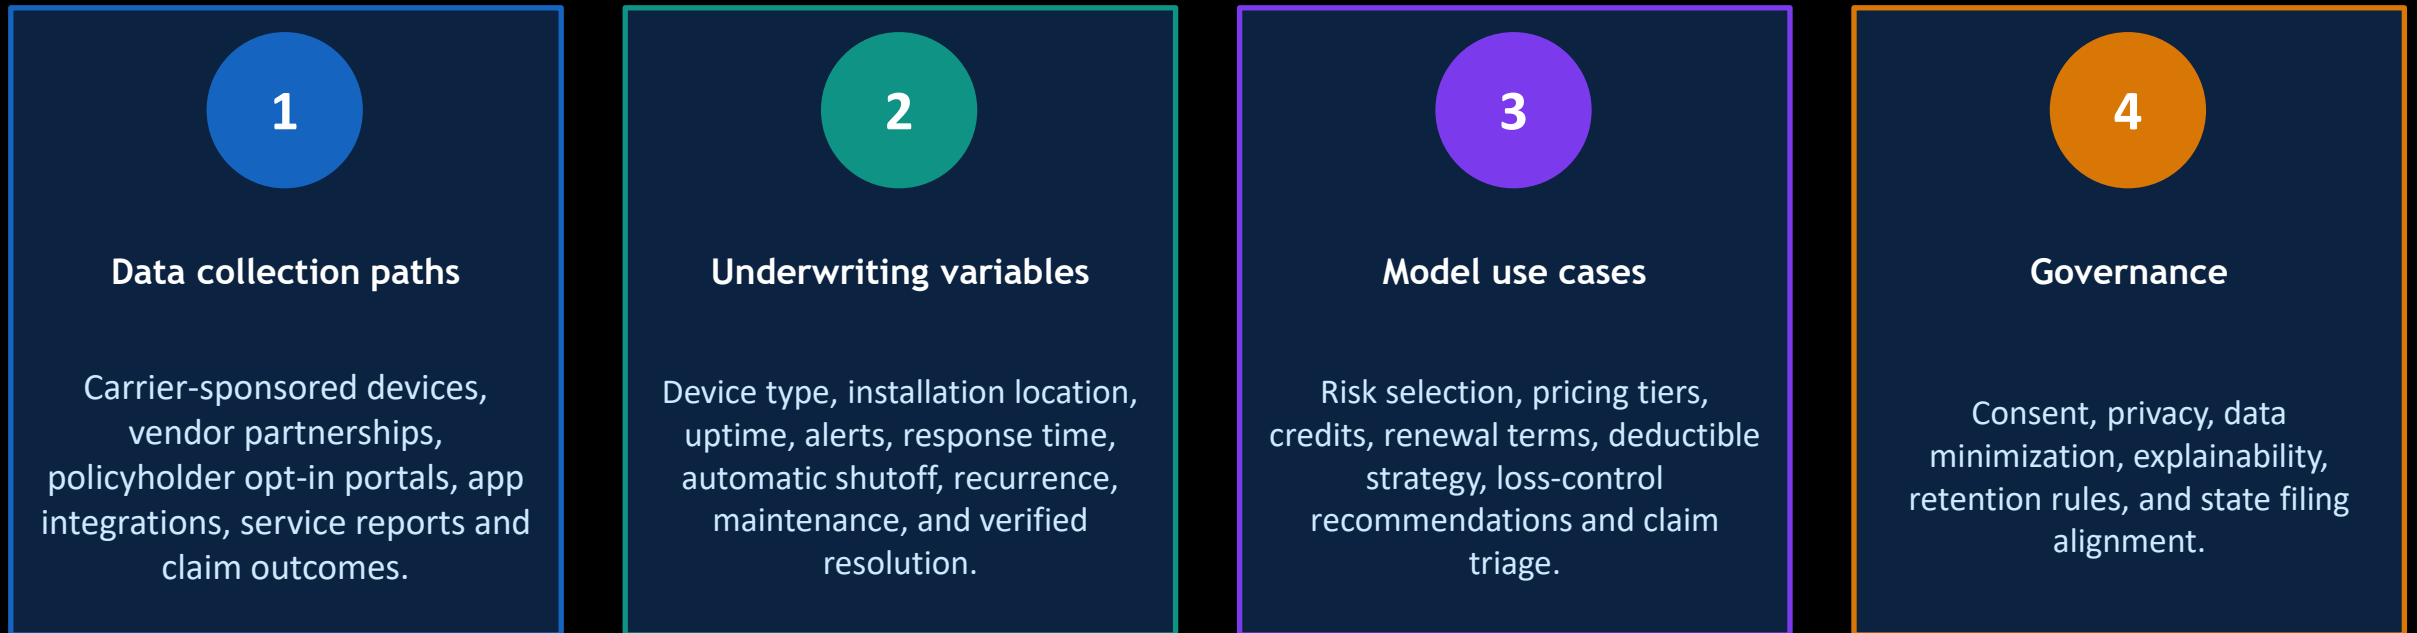 1
Data collection paths
Carrier-sponsored devices,
vendor partnerships,
policyholder opt-in portals, app
integrations, service reports and
claim outcomes.
2
Underwriting variables
Device type, installation location,
uptime, alerts, response time,
automatic shutoff, recurrence,
maintenance, and verified
resolution.
3
Model use cases
Risk selection, pricing tiers,
credits, renewal terms, deductible
strategy, loss-control
recommendations and claim
triage.
4
Governance
Consent, privacy, data
minimization, explainability,
retention rules, and state filing
alignment.